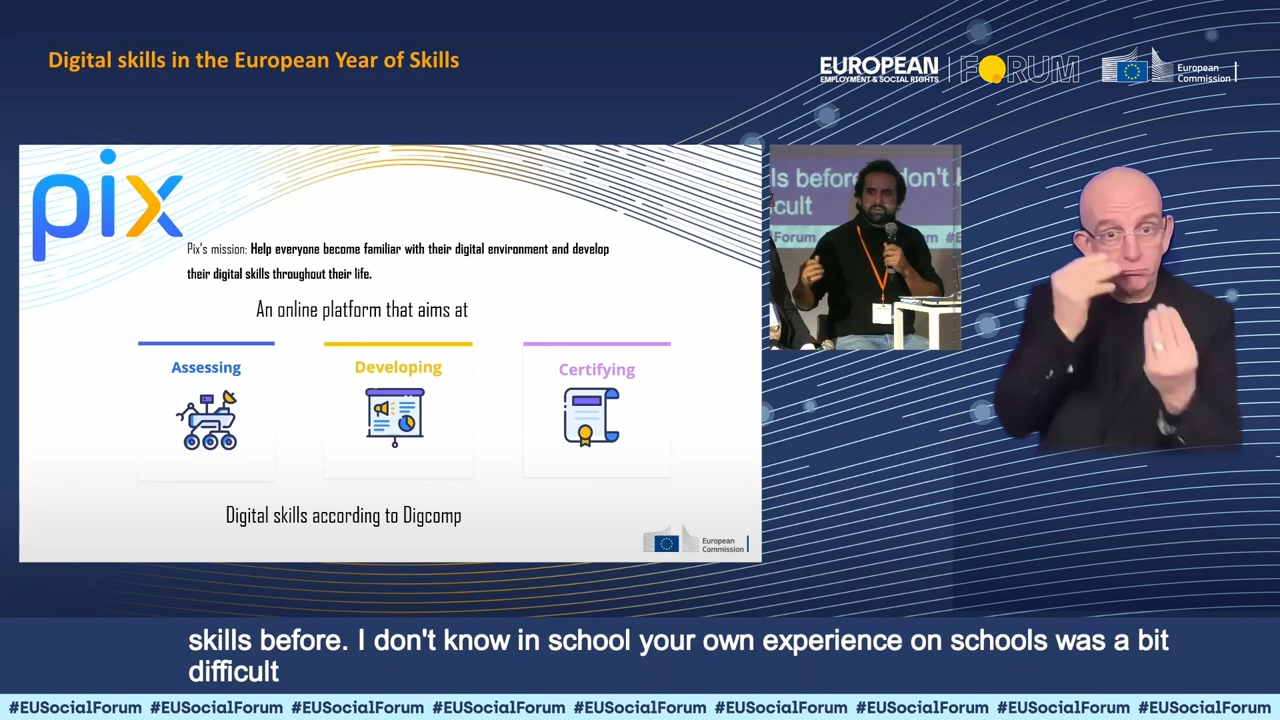 Digital skills in the European Year of Skills
EUROPEAN
EMPLOYMENT & SOCIAL RIGHTS
FORUM
European
Commission
pix
Pix's mission: Help everyone become familiar with their digital environment and develop
their digital skills throughout their life.
An online platform that aims at
Assessing
Developing
Certifying
Digital skills according to Digcomp
European
Commission
ls before don't
cult
Forum
skills before. I don't know in school your own experience on schools was a bit
difficult
#EUSocialForum #EUSocialForum #EUSocialForum #EUSocialForum #EUSocialForum #EUSocialForum #EUSocialForum #EUSocialForum #EUSocialForum